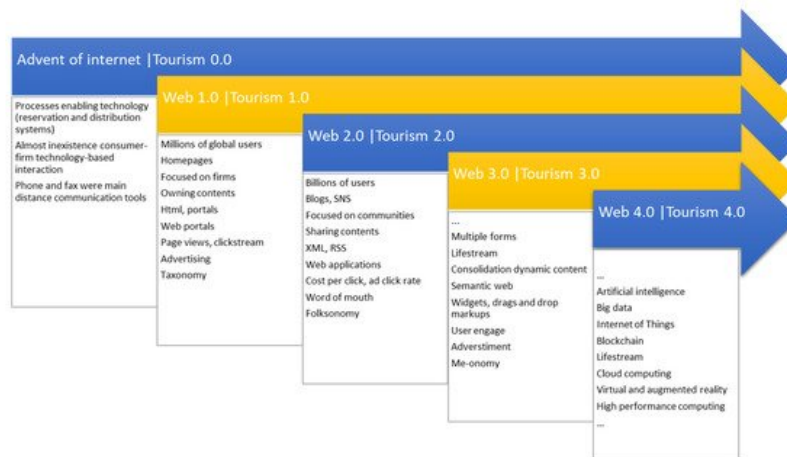 Advent of internet |Tourism 0.0
Processes enabling technology
(reservation and distribution
systems)
Almost inexistence consumer-
firm technology-based
interaction
Phone and fax were main
distance communication tools
Web 1.0 |Tourism 1.0
Millions of global users
Homepages
Focused on firms
Owning contents
Html, portals
Web portals
Page views, clickstream
Advertising
Taxonomy
Web 2.0 |Tourism 2.0
Billions of users
Blogs, SNS
Focused on communities
Sharing contents
XML, RSS
Web applications
Cost per click, ad click rate
Word of mouth
Folksonomy
Web 3.0 |Tourism 3.0
...
Multiple forms
Lifestream
Consolidation dynamic content
Semantic web
Widgets, drags and drop
markups
User engage
Adverstiment
Me-onomy
Web 4.0 |Tourism 4.0
...
Artificial intelligence
Big data
Internet of Things
Blockchain
Lifestream
Cloud computing
Virtual and augmented reality
High performance computing
...